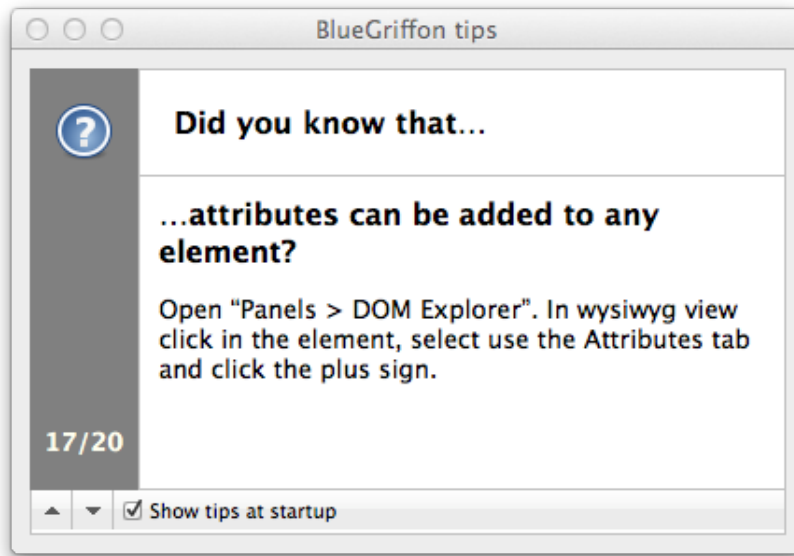 BlueGriffon tips
?
Did you know that…
…attributes can be added to any
element?
Open “Panels > DOM Explorer”. In wysiwyg view
click in the element, select use the Attributes tab
and click the plus sign.
17/20
Show tips at startup